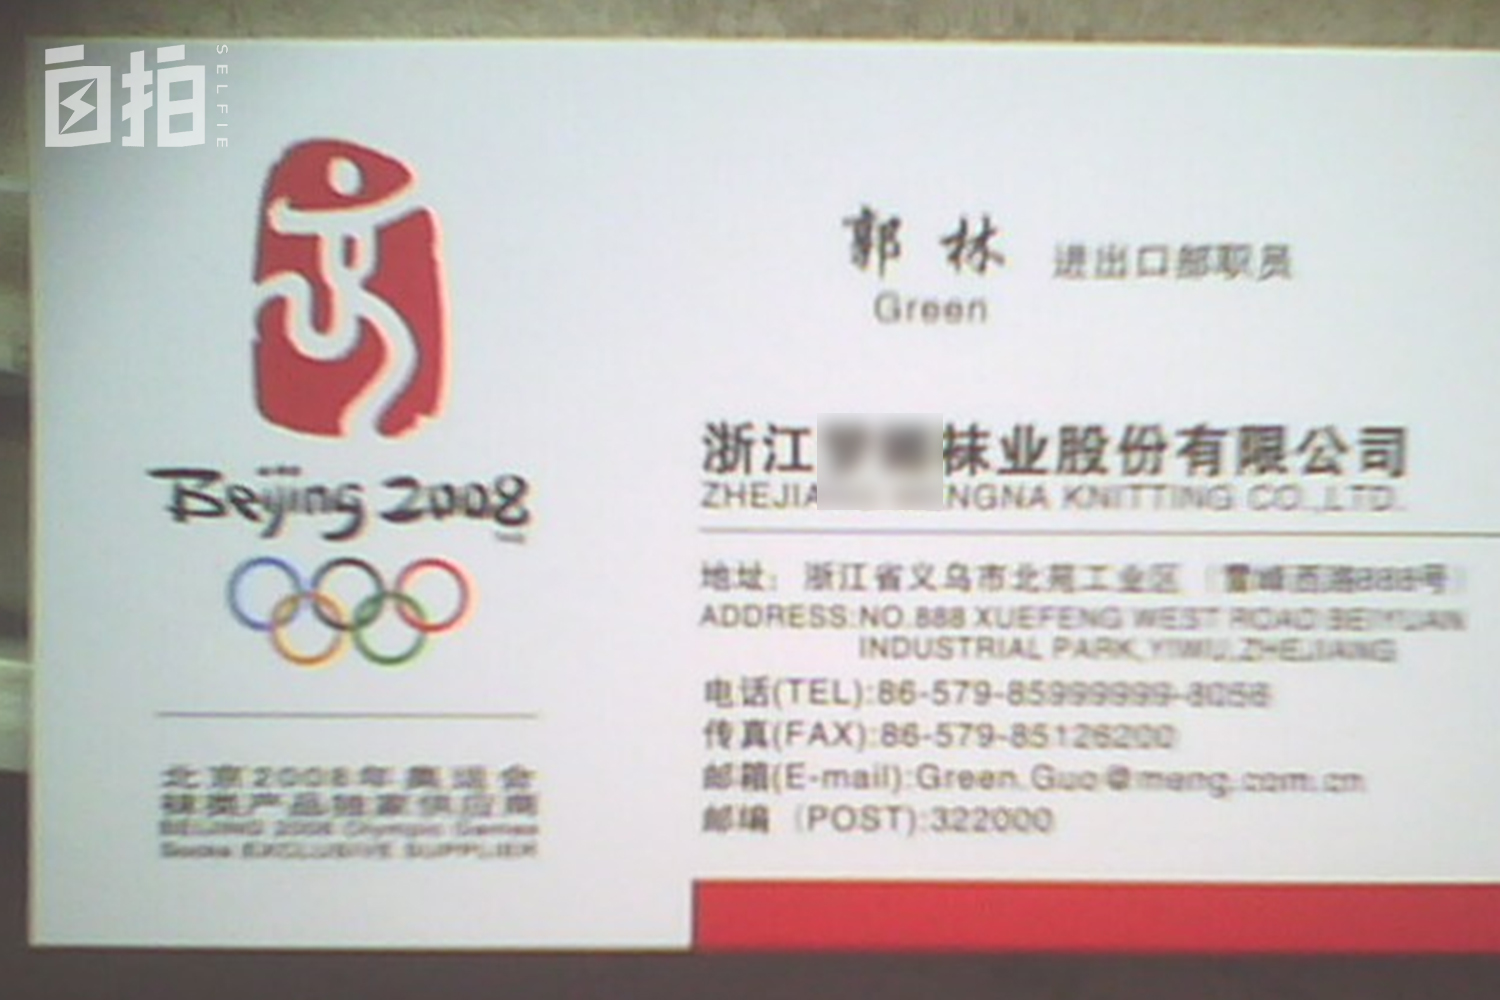 自拍
SELFIE
郭林 进出口部职员
Green
浙江 袜业股份有限公司
ZHEJIA NGNA KNITTING CO.,LTD.
地址: 浙江省义乌市北苑工业区 (雪峰西路888号)
ADDRESS:NO.888 XUEFENG WEST ROAD BEIYUAN
INDUSTRIAL PARK,YIWU,ZHEJIANG
电话(TEL):86-579-85999999-8058
传真(FAX):86-579-85126200
邮箱(E-mail):Green.Guo@meng.com.cn
邮编 (POST):322000
Beijing 2008
北京2008年奥运会
袜类产品独家供应商
BEIJING 2008 Olympic Games
Socks EXCLUSIVE SUPPLIER